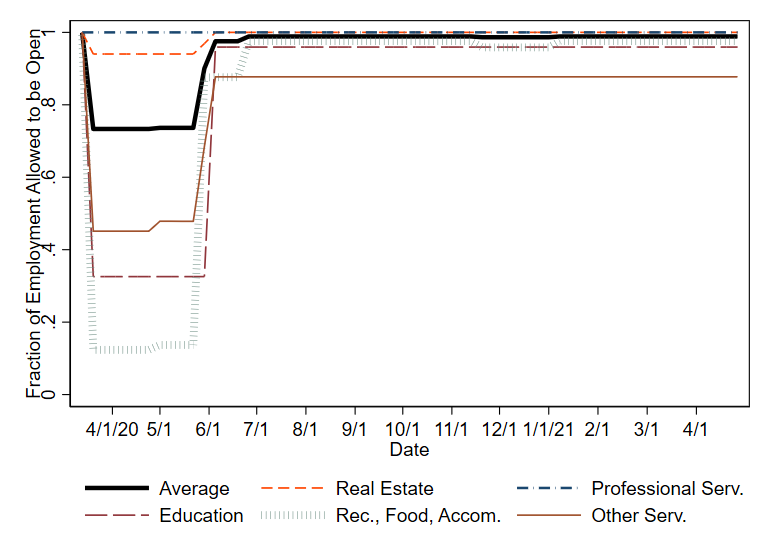 Fraction of Employment Allowed to be Open
1
.8
.6
.4
.2
0
4/1/20 5/1 6/1 7/1 8/1 9/1 10/1 11/1 12/1 1/1/21 2/1 3/1 4/1
Date
Average Real Estate Professional Serv.
Education Rec., Food, Accom. Other Serv.